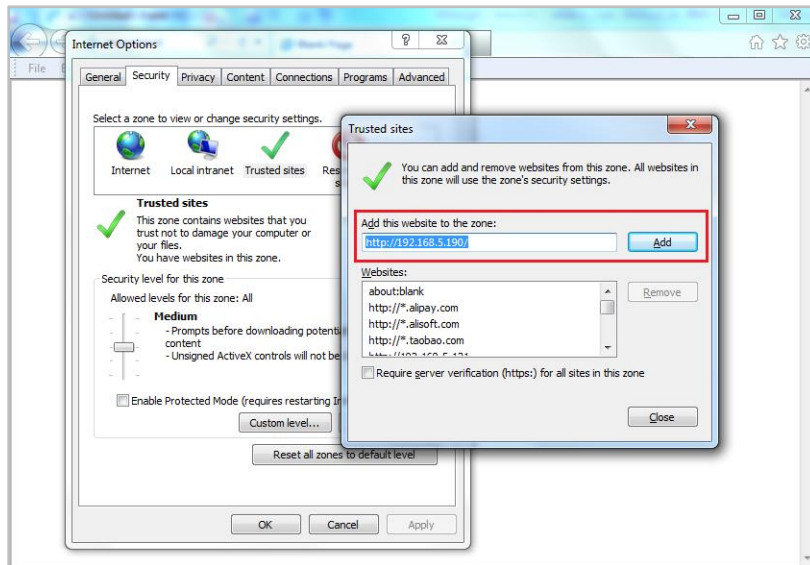 File
Internet Options
General Security Privacy Content Connections Programs Advanced
Select a zone to view or change security settings.
Internet Local intranet Trusted sites
Trusted sites
This zone contains websites that you
trust not to damage your computer or
your files.
You have websites in this zone.
Security level for this zone
Allowed levels for this zone: All
Medium
- Prompts before downloading
content
- Unsigned ActiveX controls will not be
Enable Protected Mode (requires restarting
Custom level...
Reset all zones to default level
OK Cancel Apply
Trusted sites
You can add and remove websites from this zone. All websites in
this zone will use the zone's security settings.
Add this website to the zone:
http://192.168.5.190/
Add
Websites:
about:blank
http://*.alipay.com
http://*.alisoft.com
http://*.taobao.com
Remove
Require server verification (https:) for all sites in this zone
Close